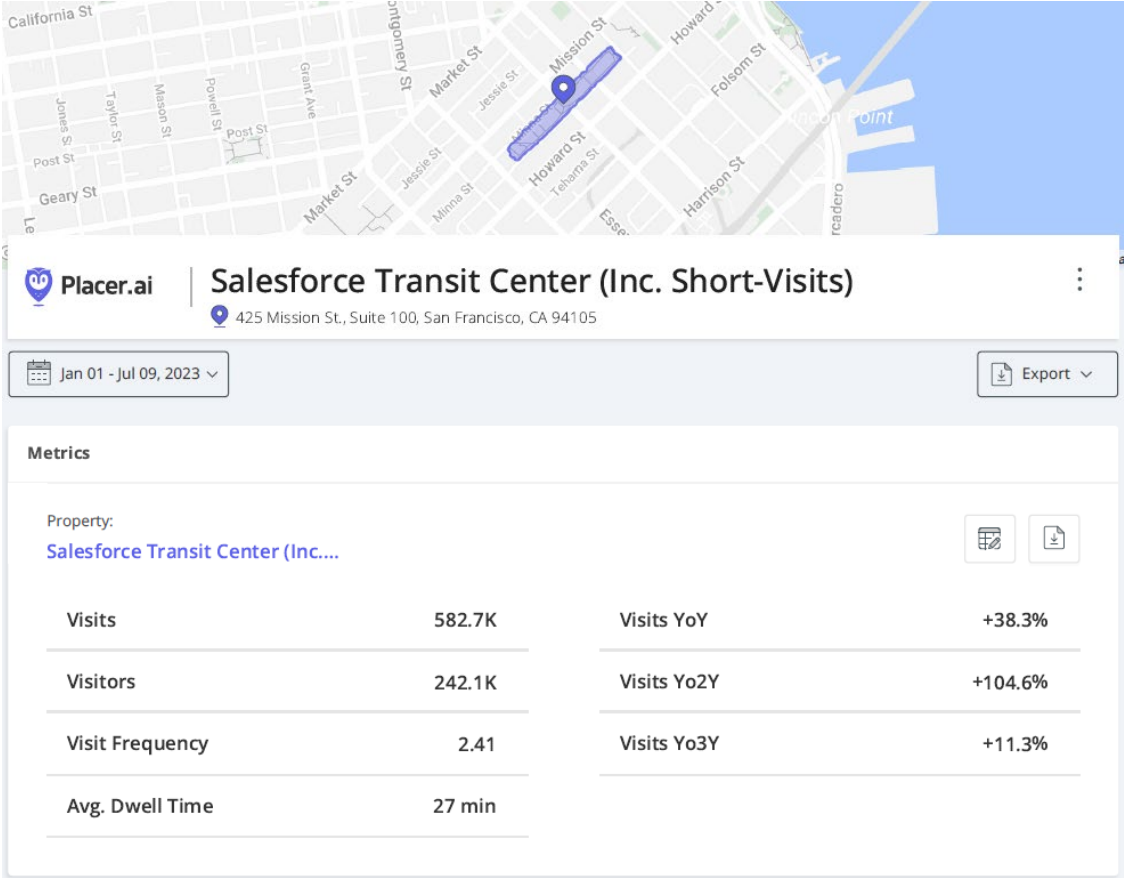 California St
ontgomery St
Market St
Mission St
Howard S
Jessie St
Folsom St
Grant Ave
Powell St
Mason St
Taylor St
Jones S
Post St
Post St
Geary St
Market St
Jessie St
Minna St
Minna St
Howard St
Tehama St
Harrison St
Esse
rcadero
Point
Le
Placer.ai
Salesforce Transit Center (Inc. Short-Visits)
425 Mission St., Suite 100, San Francisco, CA 94105
Jan 01 - Jul 09, 2023
Export
Metrics
Property:
Salesforce Transit Center (Inc....
Visits 582.7K Visits YoY +38.3%
Visitors 242.1K Visits Yo2Y +104.6%
Visit Frequency 2.41 Visits Yo3Y +11.3%
Avg. Dwell Time 27 min